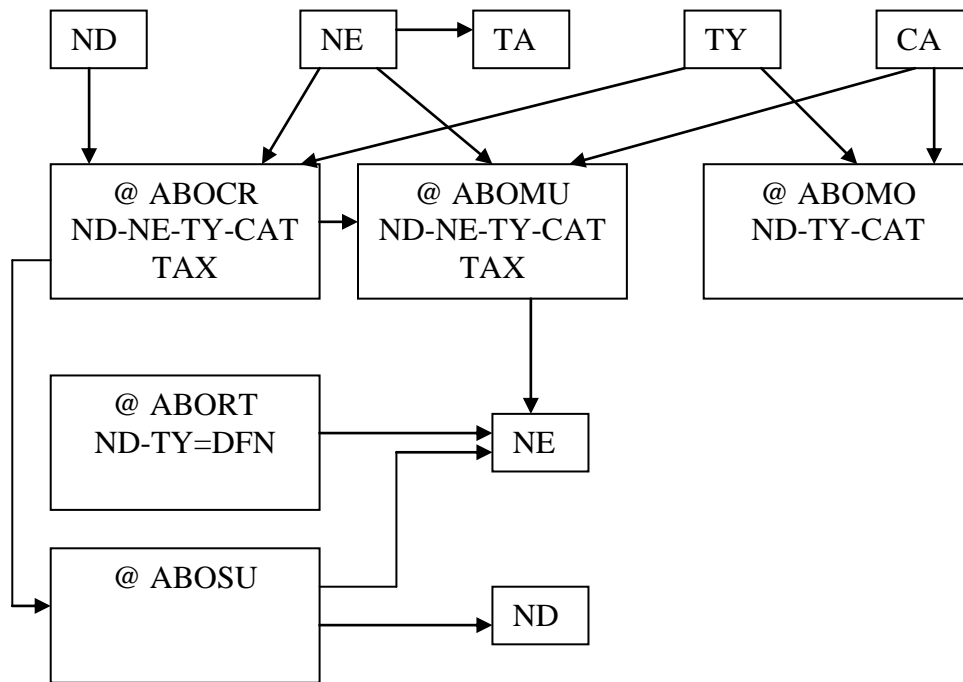 ND
NE
TA
TY
CA
@ ABOCR
ND-NE-TY-CAT
TAX
@ ABOMU
ND-NE-TY-CAT
TAX
@ ABOMO
ND-TY-CAT
@ ABORT
ND-TY=DFN
NE
@ ABOSU
ND